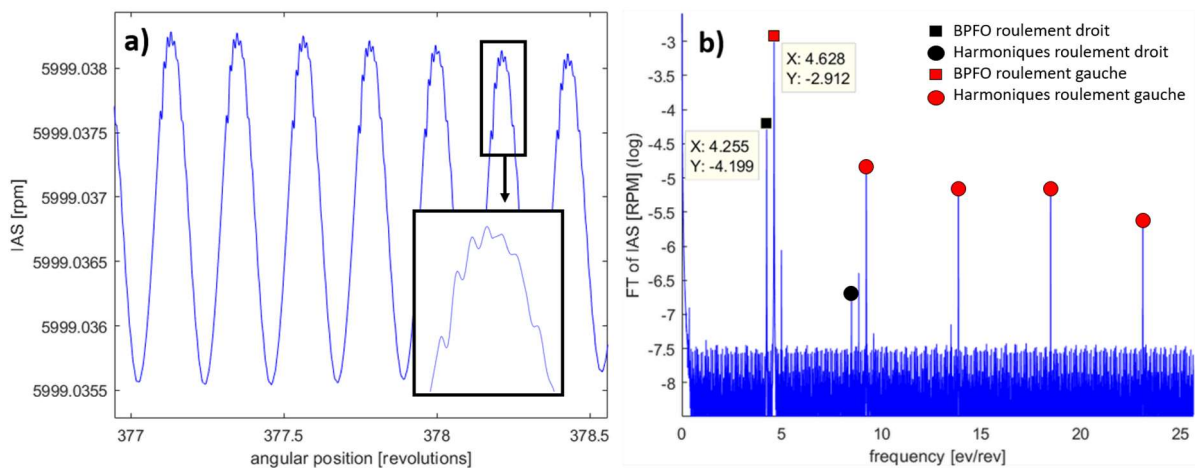 a)
IAS [rpm]
5999.038
5999.0375
5999.037
5999.0365
5999.036
5999.0355
377
377.5
378
378.5
angular position [revolutions]
b)
FT of IAS [RPM] (log)
-3
-3.5
-4
-4.5
-5
-5.5
-6
-6.5
-7
-7.5
-8
X: 4.628
Y: -2.912
X: 4.255
Y: -4.199
BPFO roulement droit
Harmoniques roulement droit
BPFO roulement gauche
Harmoniques roulement gauche
0
5
10
15
20
25
frequency [ev/rev]